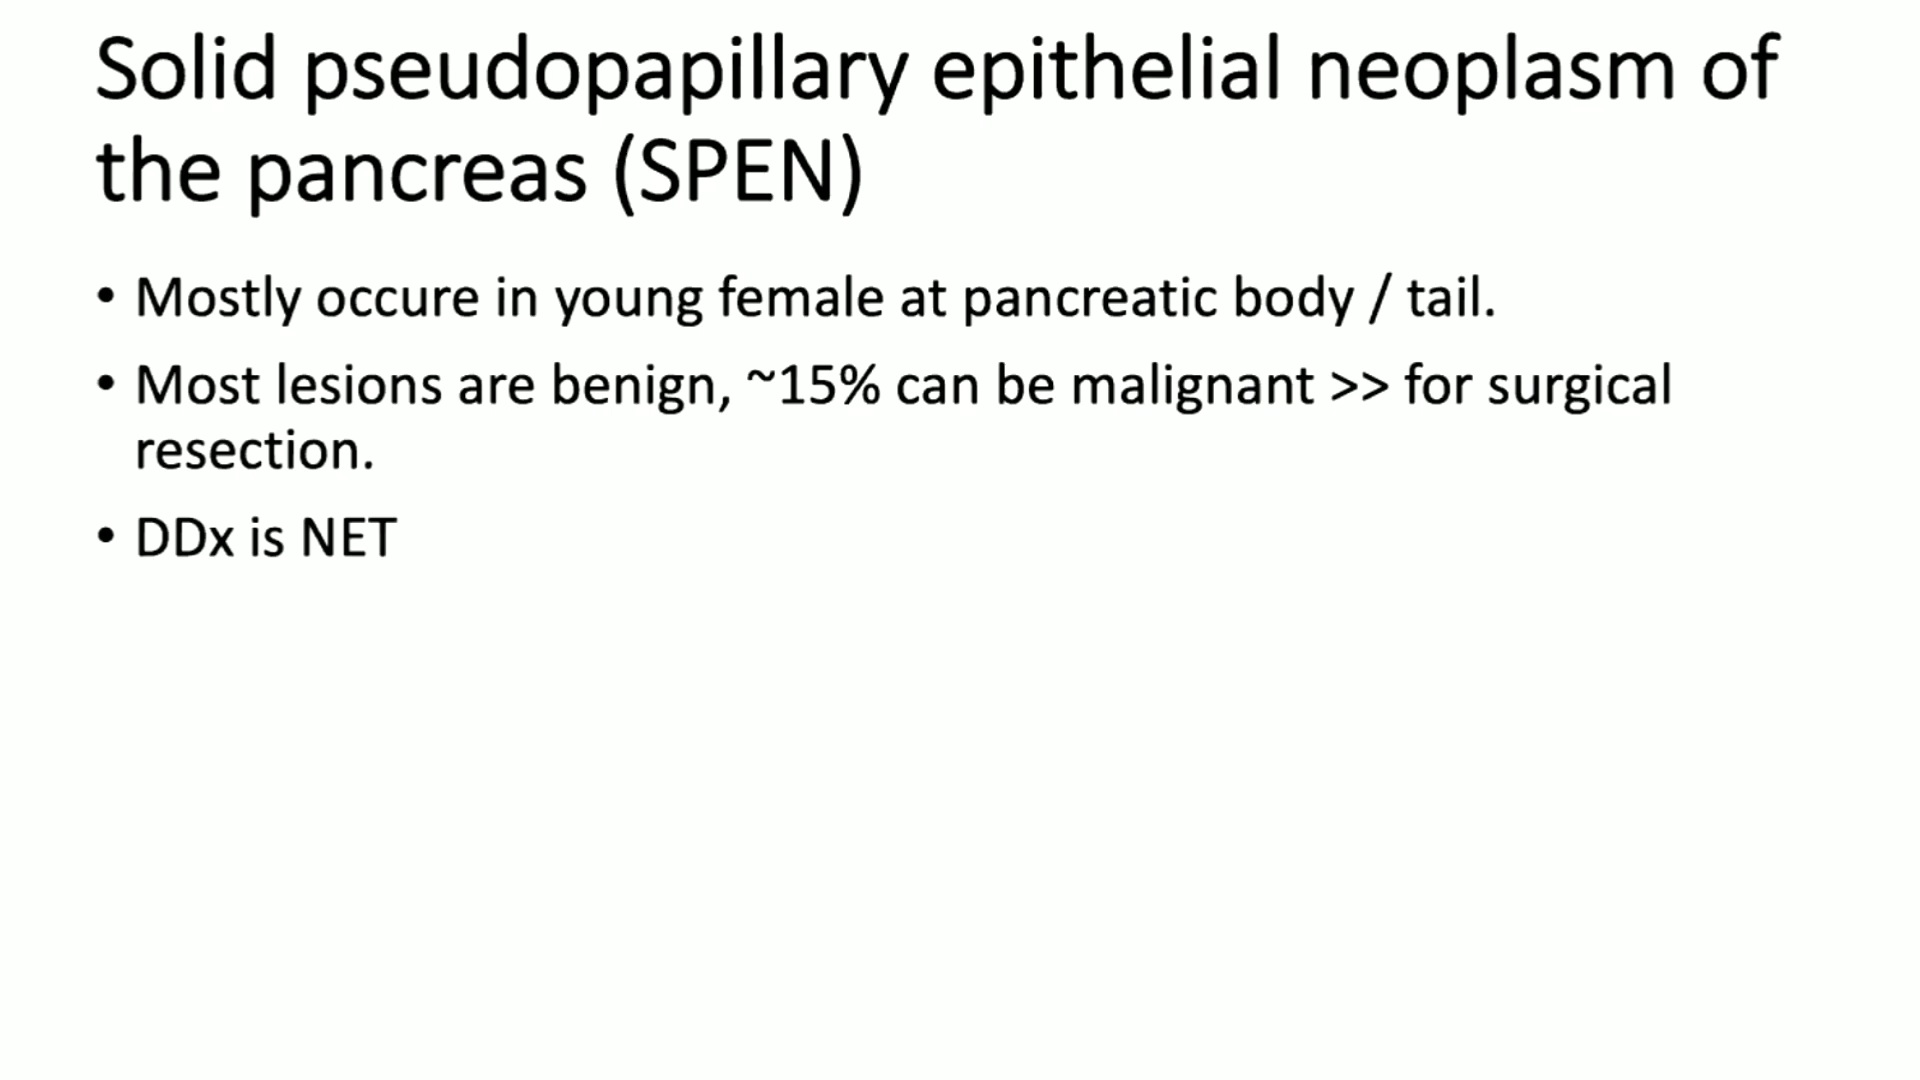 Solid pseudopapillary epithelial neoplasm of
the pancreas (SPEN)
• Mostly occure in young female at pancreatic body / tail.
• Most lesions are benign, ~15% can be malignant >> for surgical
resection.
• DDx is NET